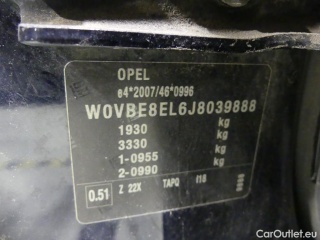 OPEL
e4*2007/46*0996
W0VBE8EL6J8039888
1930 kg
3330 kg
1-0955 kg
2-0990 kg
0.51 Z 22X TAPQ
CarOutlet.eu